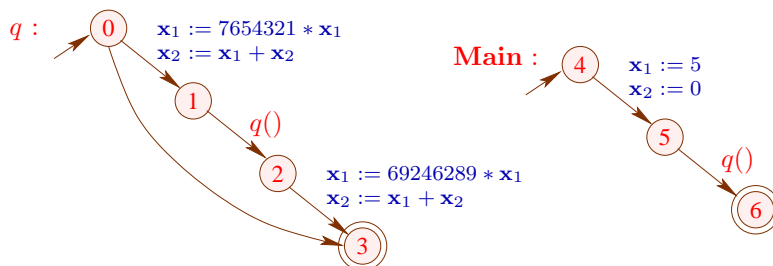 q :
0
x₁ := 7654321 ∗ x₁
x₂ := x₁ + x₂
1
q()
2
x₁ := 69246289 ∗ x₁
x₂ := x₁ + x₂
3
Main :
4
x₁ := 5
x₂ := 0
5
q()
6